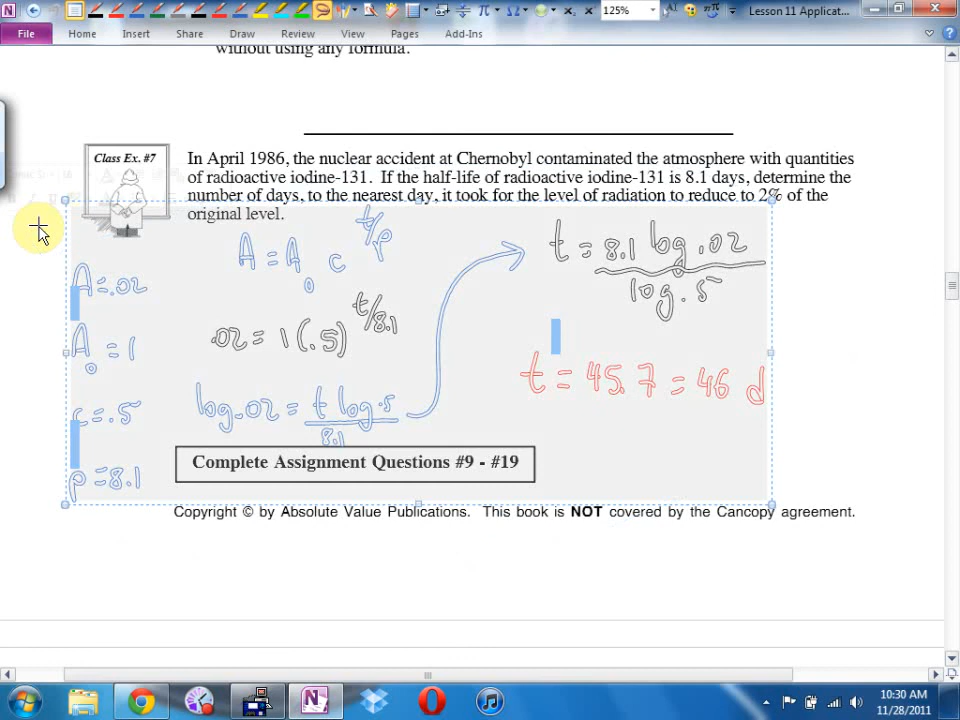 125%
Lesson 11 Applicat...
File Home Insert Share Draw Review View Pages Add-Ins
without using any formula.
Class Ex. #7
In April 1986, the nuclear accident at Chernobyl contaminated the atmosphere with quantities
of radioactive iodine-131. If the half-life of radioactive iodine-131 is 8.1 days, determine the
number of days, to the nearest day, it took for the level of radiation to reduce to 2% of the
original level.
A = A₀ c^(t/p)
A = .02
A₀ = 1
c = .5
p = 8.1
.02 = 1 (.5)^(t/8.1)
log .02 = t log .5 / 8.1
t = 8.1 log .02 / log .5
t = 45.7 = 46 d
Complete Assignment Questions #9 - #19
Copyright © by Absolute Value Publications. This book is NOT covered by the Cancopy agreement.
10:30 AM
11/28/2011